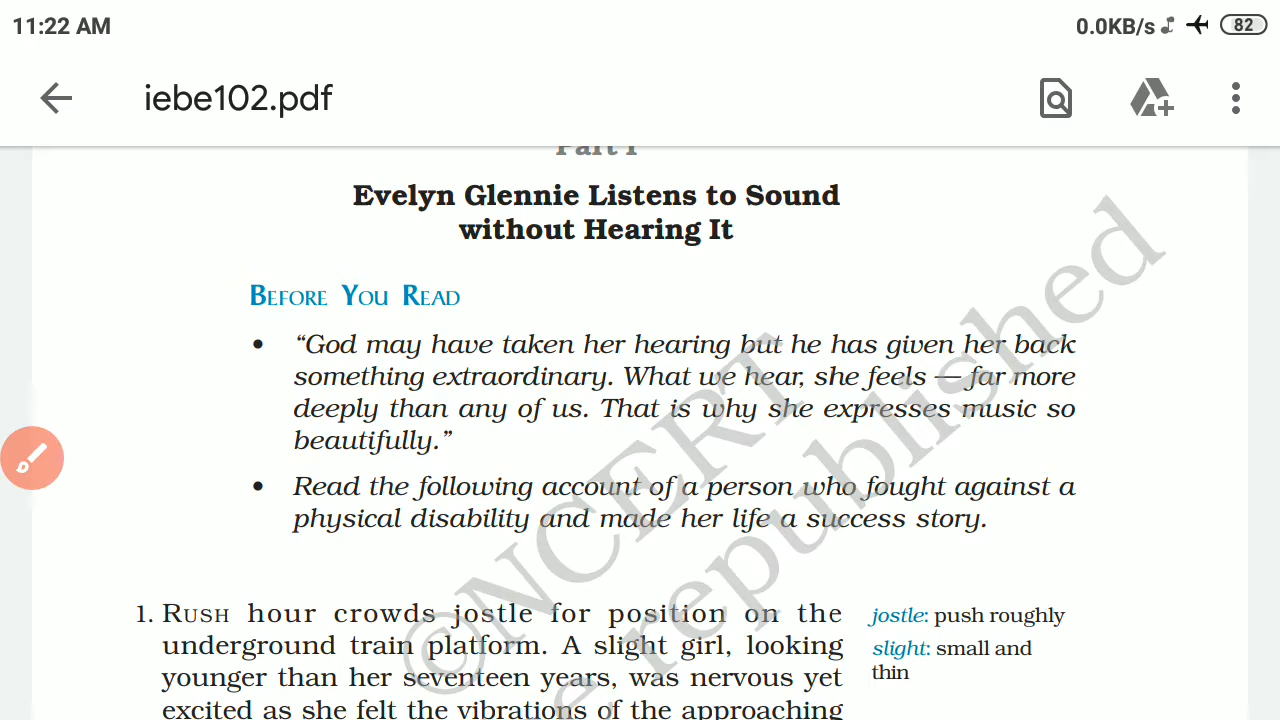 11:22 AM
0.0KB/s
82
iebe102.pdf
Part I
Evelyn Glennie Listens to Sound
without Hearing It
BEFORE YOU READ
• “God may have taken her hearing but he has given her back
something extraordinary. What we hear, she feels — far more
deeply than any of us. That is why she expresses music so
beautifully.”
• Read the following account of a person who fought against a
physical disability and made her life a success story.
1. RUSH hour crowds jostle for position on the
underground train platform. A slight girl, looking
younger than her seventeen years, was nervous yet
excited as she felt the vibrations of the approaching
jostle: push roughly
slight: small and
thin
©NCERT
e republished